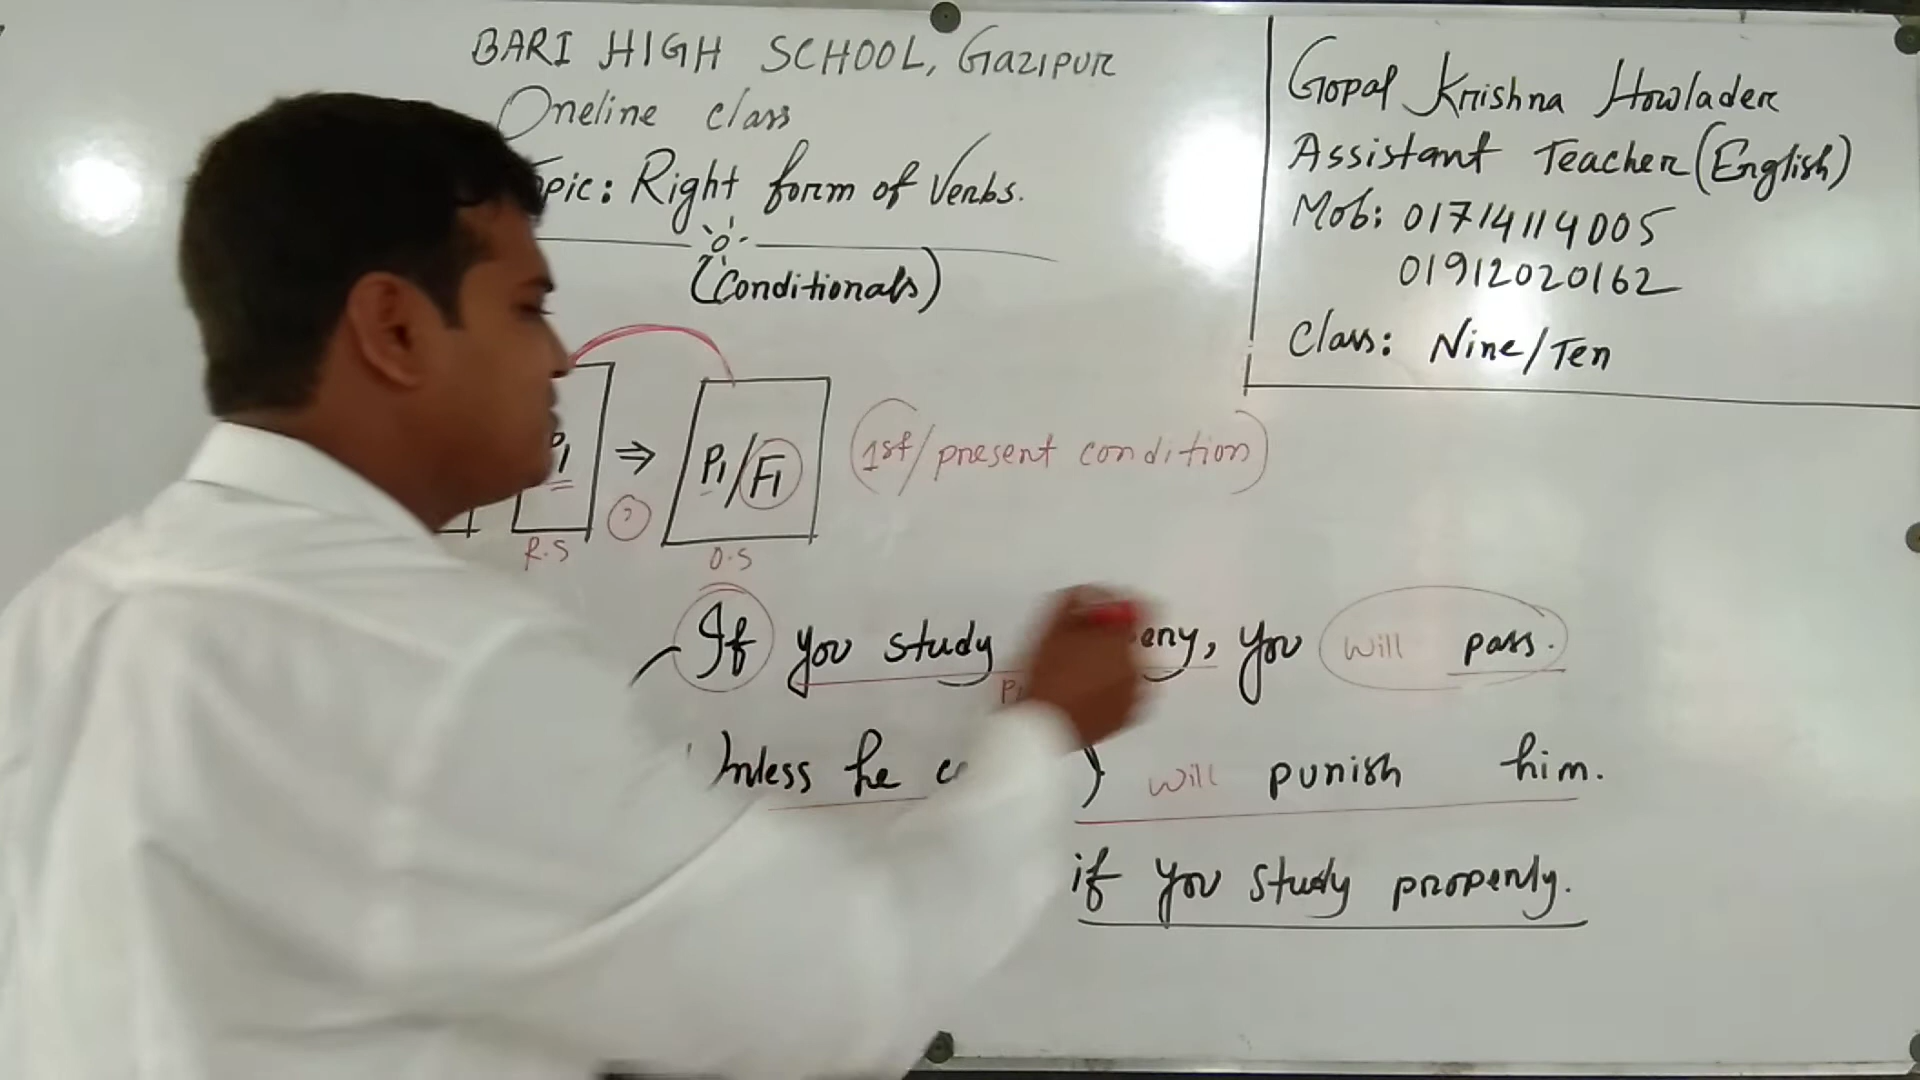 BARI HIGH SCHOOL, Gazipur
Oneline class
Topic: Right form of Verbs.
(Conditionals)
Gopal Krishna Howlader
Assistant Teacher (English)
Mob: 01714114005
01912020162
Class: Nine/Ten
P1 ⇒ P1/F1 (1st/present condition)
R.S , O.S
If you study you will pass.
Unless he will punish him.
if you study properly.